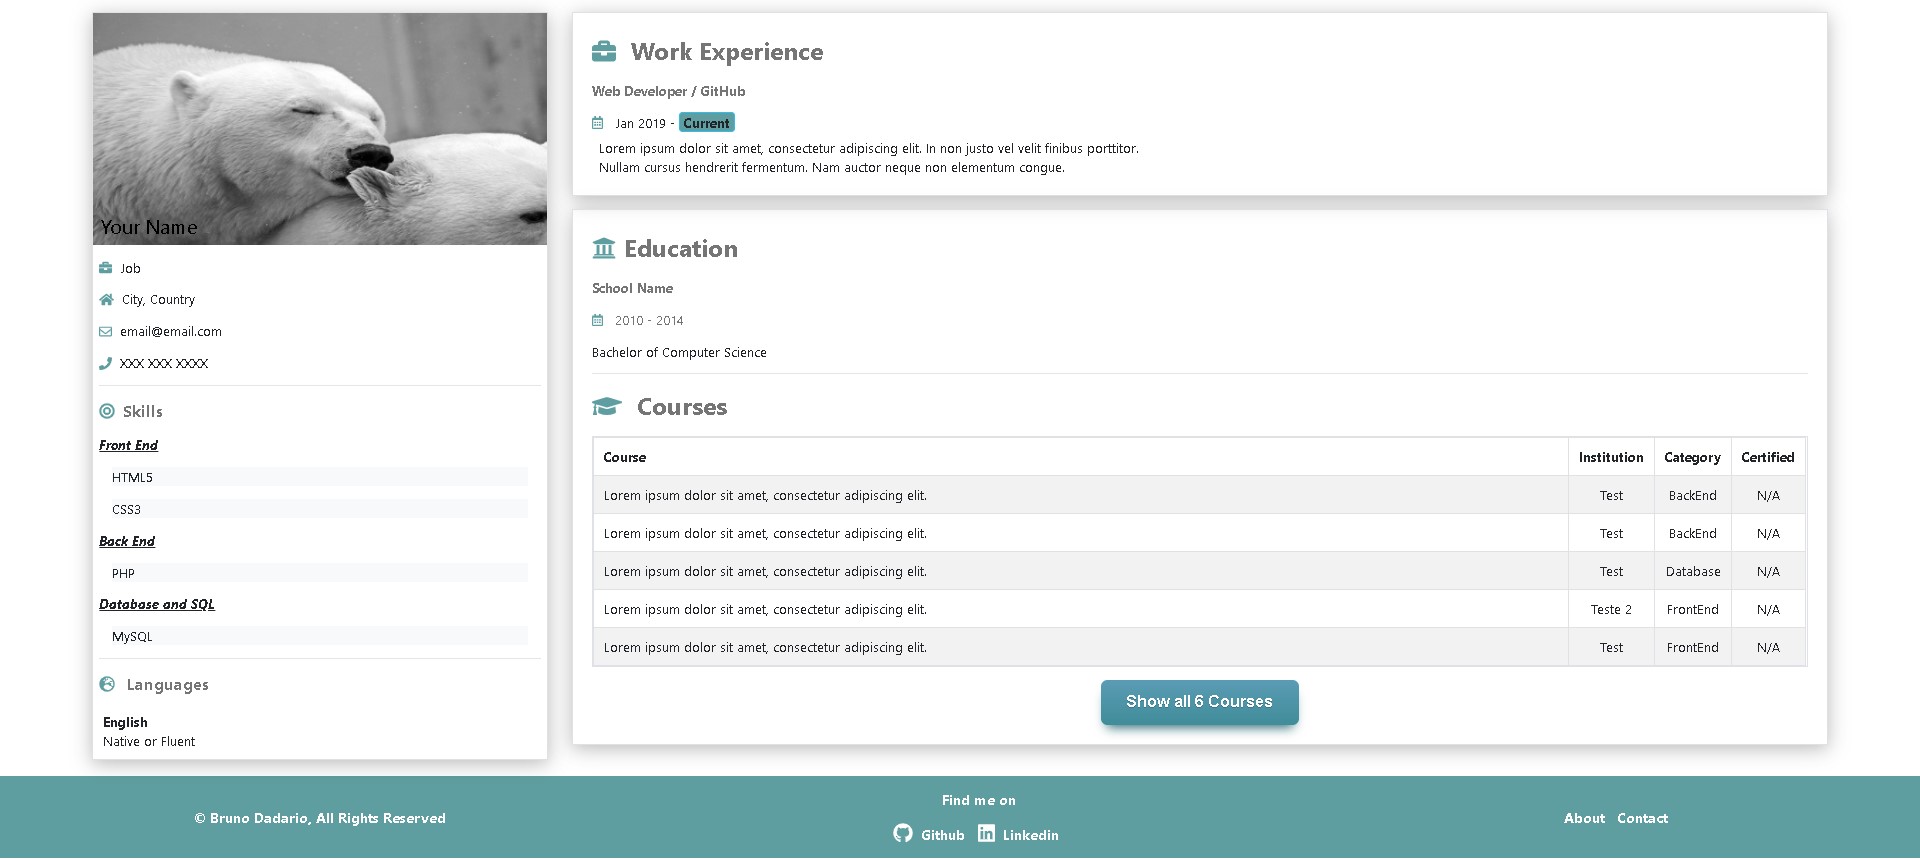 Your Name
Job
City, Country
email@email.com
XXX XXX XXXX
Skills
Front End
HTML5
CSS3
Back End
PHP
Database and SQL
MySQL
Languages
English
Native or Fluent
Work Experience
Web Developer / GitHub
Jan 2019 - Current
Lorem ipsum dolor sit amet, consectetur adipiscing elit. In non justo vel velit finibus porttitor.
Nullam cursus hendrerit fermentum. Nam auctor neque non elementum congue.
Education
School Name
2010 - 2014
Bachelor of Computer Science
Courses
Course Institution Category Certified
Lorem ipsum dolor sit amet, consectetur adipiscing elit. Test BackEnd N/A
Lorem ipsum dolor sit amet, consectetur adipiscing elit. Test BackEnd N/A
Lorem ipsum dolor sit amet, consectetur adipiscing elit. Test Database N/A
Lorem ipsum dolor sit amet, consectetur adipiscing elit. Teste 2 FrontEnd N/A
Lorem ipsum dolor sit amet, consectetur adipiscing elit. Test FrontEnd N/A
Show all 6 Courses
© Bruno Dadario, All Rights Reserved
Find me on
Github Linkedin
About Contact